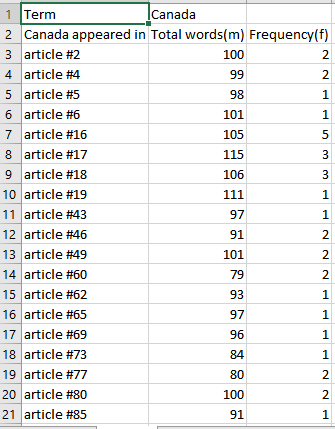 1 Term Canada
2 Canada appeared in Total words(m) Frequency(f)
3 article #2 100 2
4 article #4 99 2
5 article #5 98 1
6 article #6 101 1
7 article #16 105 5
8 article #17 115 3
9 article #18 106 3
10 article #19 111 1
11 article #43 97 1
12 article #46 91 2
13 article #49 101 2
14 article #60 79 2
15 article #62 93 1
16 article #65 97 1
17 article #69 96 1
18 article #73 84 1
19 article #77 80 2
20 article #80 100 2
21 article #85 91 1